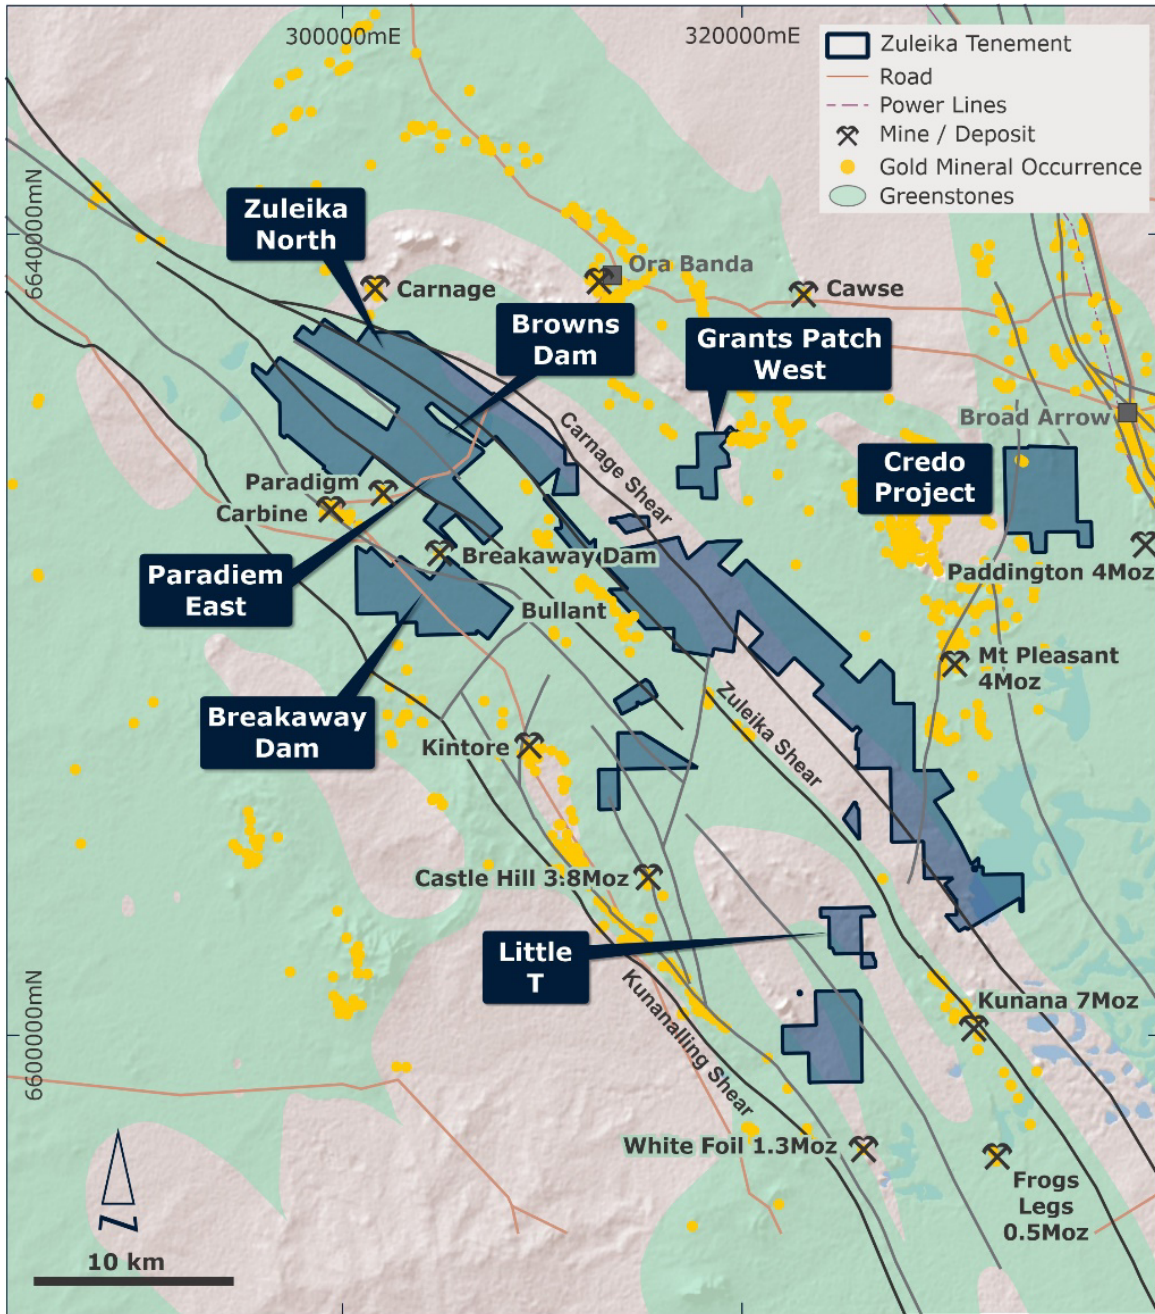 300000mE
320000mE
Zuleika Tenement
Road
Power Lines
Mine / Deposit
Gold Mineral Occurrence
Greenstones
6640000mN
Zuleika
North
Carnage
Ora Banda
Cawse
Browns
Dam
Grants Patch
West
Broad Arrow
Carnage Shear
Credo
Project
Paradigm
Carbine
Breakaway Dam
Paddington 4Moz
Paradiem
East
Bullant
Mt Pleasant
4Moz
Breakaway
Dam
Zuleika Shear
Kintore
Castle Hill 3.8Moz
Little
T
Kunanalling Shear
Kunana 7Moz
6600000mN
White Foil 1.3Moz
Frogs
Legs
0.5Moz
N
10 km